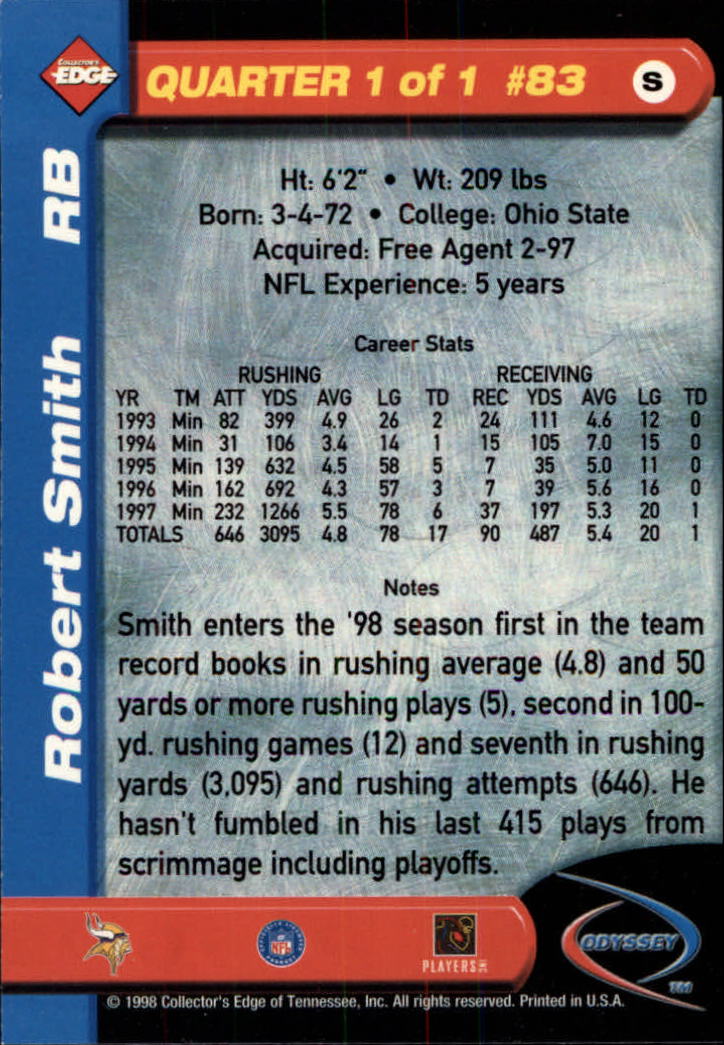 COLLECTOR'S
EDGE
QUARTER 1 of 1 #83
S
Robert Smith RB
Ht: 6'2" • Wt: 209 lbs
Born: 3-4-72 • College: Ohio State
Acquired: Free Agent 2-97
NFL Experience: 5 years
Career Stats
RUSHING RECEIVING
YR TM ATT YDS AVG LG TD REC YDS AVG LG TD
1993 Min 82 399 4.9 26 2 24 111 4.6 12 0
1994 Min 31 106 3.4 14 1 15 105 7.0 15 0
1995 Min 139 632 4.5 58 5 7 35 5.0 11 0
1996 Min 162 692 4.3 57 3 7 39 5.6 16 0
1997 Min 232 1266 5.5 78 6 37 197 5.3 20 1
TOTALS 646 3095 4.8 78 17 90 487 5.4 20 1
Notes
Smith enters the '98 season first in the team
record books in rushing average (4.8) and 50
yards or more rushing plays (5), second in 100-
yd. rushing games (12) and seventh in rushing
yards (3,095) and rushing attempts (646). He
hasn't fumbled in his last 415 plays from
scrimmage including playoffs.
NFL
PLAYERS INC
ODYSSEY
TM
© 1998 Collector's Edge of Tennessee, Inc. All rights reserved. Printed in U.S.A.